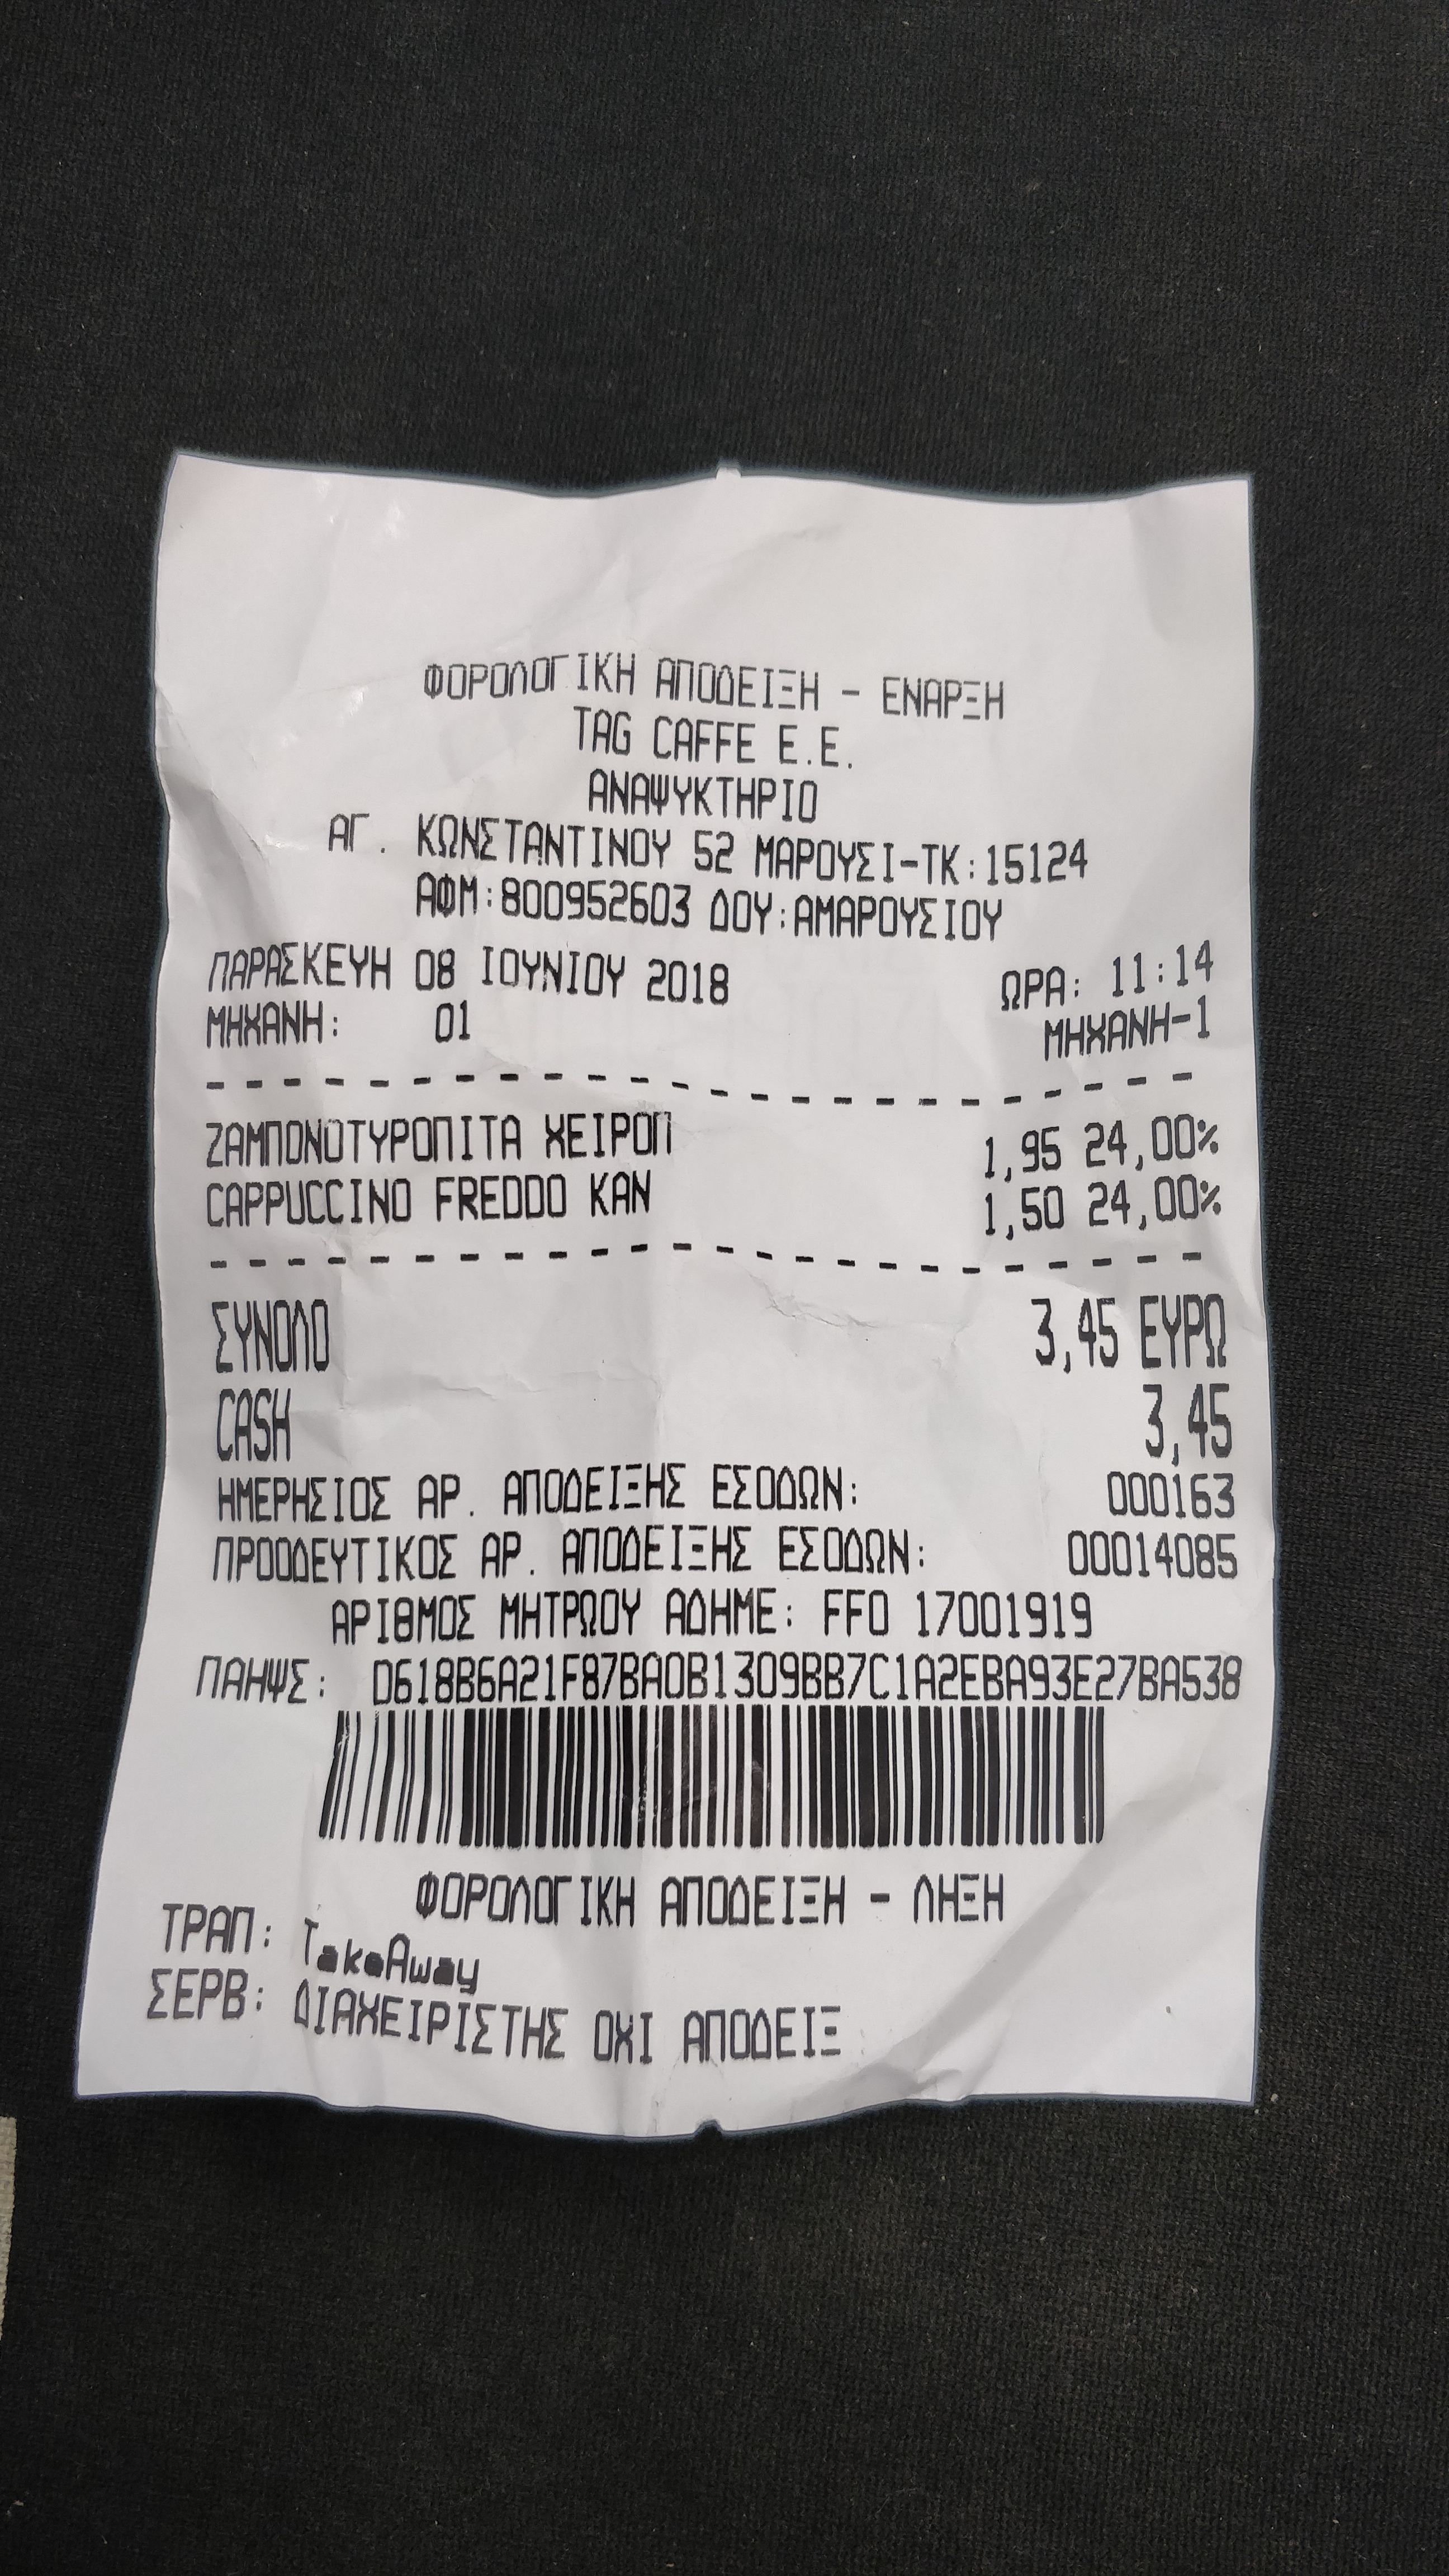 ΦΟΡΟΛΟΓΙΚΗ ΑΠΟΔΕΙΞΗ - ΕΝΑΡΞΗ
TAG CAFFE E.E.
ΑΝΑΨΥΚΤΗΡΙΟ
ΑΓ. ΚΩΝΣΤΑΝΤΙΝΟΥ 52 ΜΑΡΟΥΣΙ-ΤΚ:15124
ΑΦΜ:800952603 ΔΟΥ:ΑΜΑΡΟΥΣΙΟΥ
ΠΑΡΑΣΚΕΥΗ 08 ΙΟΥΝΙΟΥ 2018 ΩΡΑ: 11:14
ΜΗΧΑΝΗ: 01 ΜΗΧΑΝΗ-1
ΖΑΜΠΟΝΟΤΥΡΟΠΙΤΑ ΧΕΙΡΟΠ 1,95 24,00%
CAPPUCCINO FREDDO ΚΑΝ 1,50 24,00%
ΣΥΝΟΛΟ 3,45 ΕΥΡΩ
CASH 3,45
ΗΜΕΡΗΣΙΟΣ ΑΡ. ΑΠΟΔΕΙΞΗΣ ΕΣΟΔΩΝ: 000163
ΠΡΟΟΔΕΥΤΙΚΟΣ ΑΡ. ΑΠΟΔΕΙΞΗΣ ΕΣΟΔΩΝ: 00014085
ΑΡΙΘΜΟΣ ΜΗΤΡΩΟΥ ΑΔΗΜΕ: FFO 17001919
ΠΑΗΨΣ: D618B6A21F87BA0B1309BB7C1A2EBA93E27BA538
ΦΟΡΟΛΟΓΙΚΗ ΑΠΟΔΕΙΞΗ - ΛΗΞΗ
ΤΡΑΠ: TakeAway
ΣΕΡΒ: ΔΙΑΧΕΙΡΙΣΤΗΣ ΟΧΙ ΑΠΟΔΕΙΞ